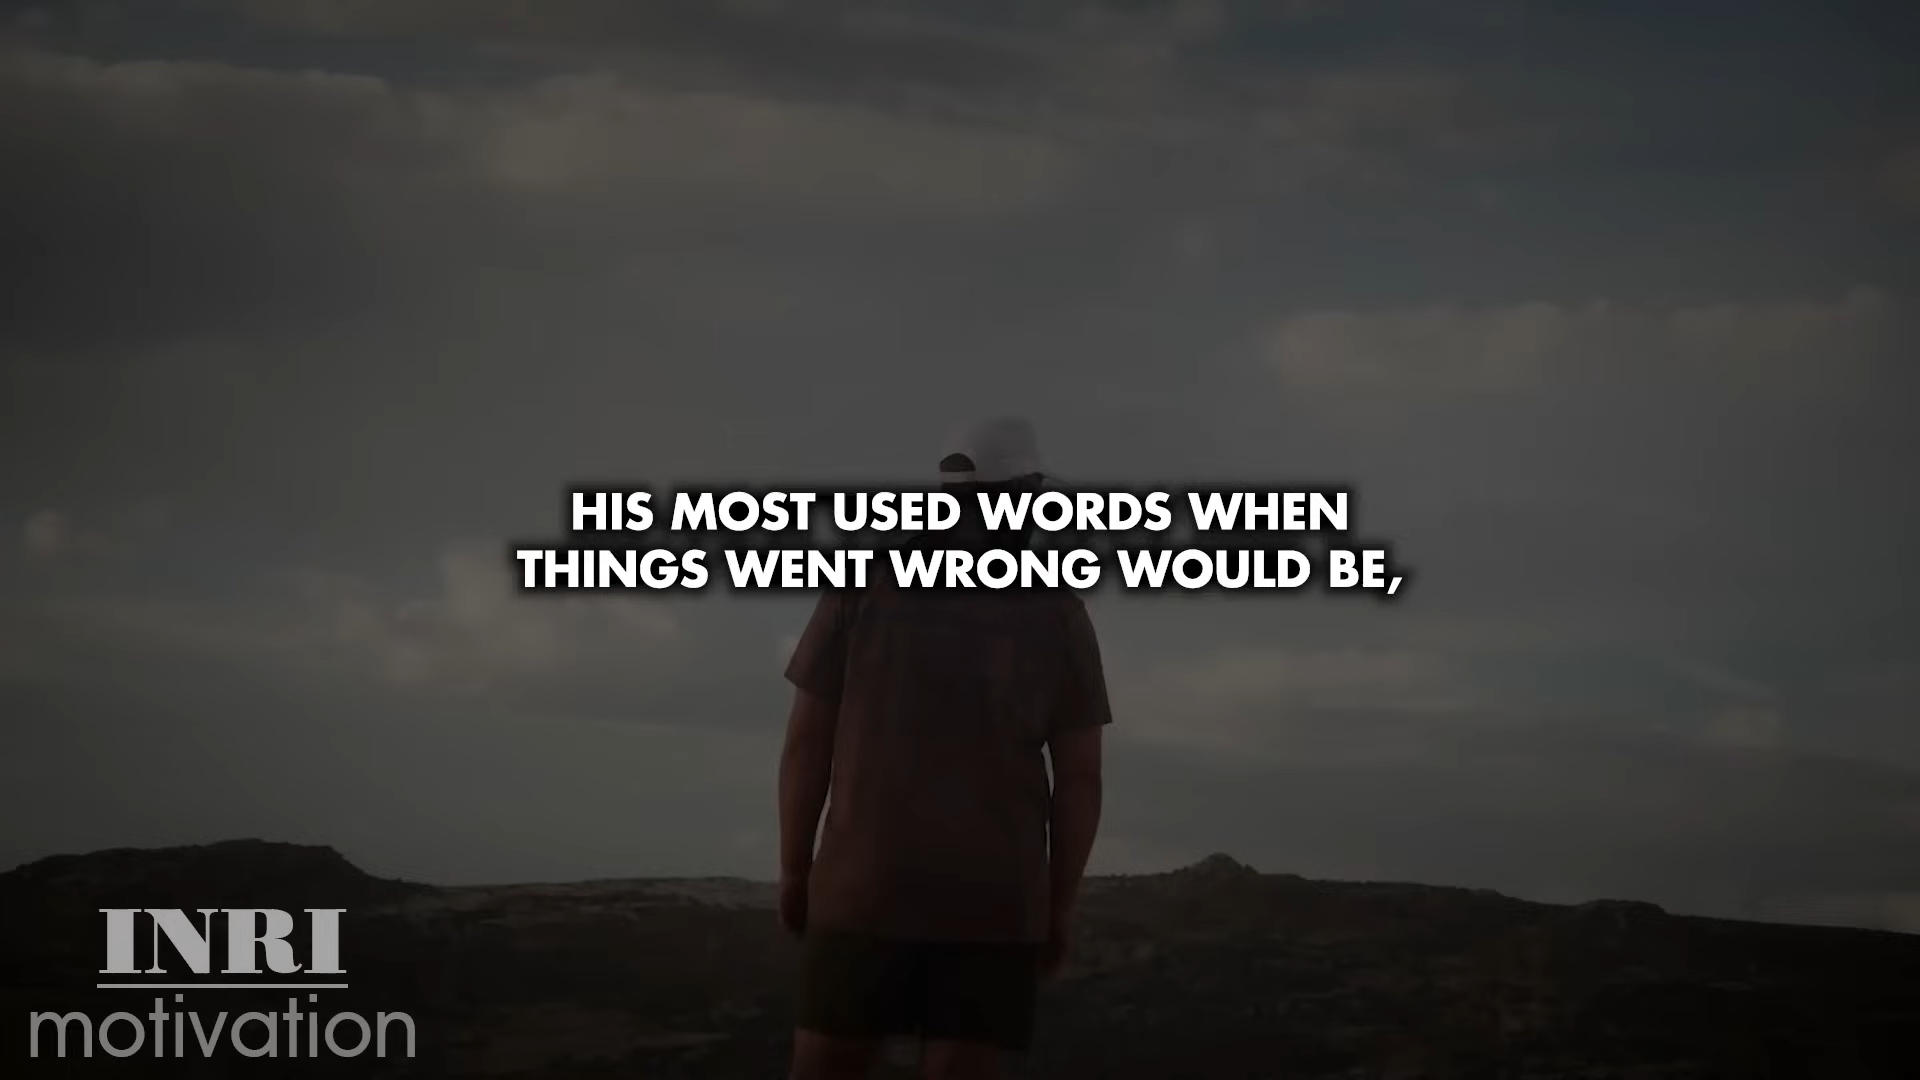 HIS MOST USED WORDS WHEN
THINGS WENT WRONG WOULD BE,
INRI
motivation